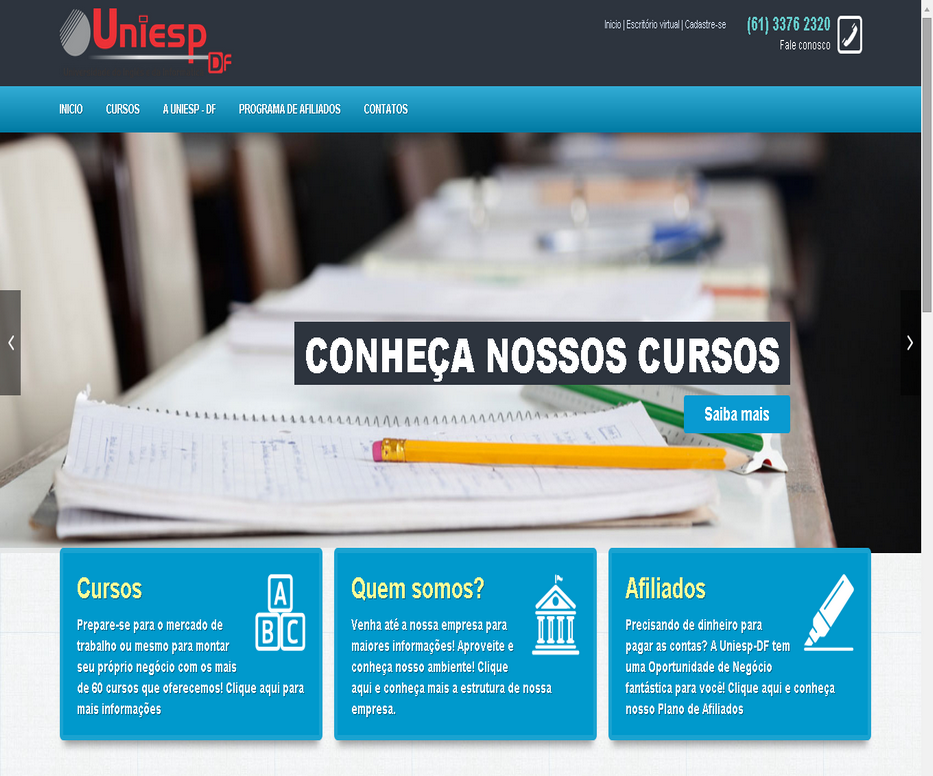 Uniesp
DF
Inicio | Escritório virtual | Cadastre-se
(61) 3376 2320
Fale conosco
INICIO CURSOS A UNIESP - DF PROGRAMA DE AFILIADOS CONTATOS
CONHEÇA NOSSOS CURSOS
Saiba mais
Cursos
A
B C
Prepare-se para o mercado de
trabalho ou mesmo para montar
seu próprio negócio com os mais
de 60 cursos que oferecemos! Clique aqui para
mais informações
Quem somos?
Venha até a nossa empresa para
maiores informações! Aproveite e
conheça nosso ambiente! Clique
aqui e conheça mais a estrutura de nossa
empresa.
Afiliados
Precisando de dinheiro para
pagar as contas? A Uniesp-DF tem
uma Oportunidade de Negócio
fantástica para você! Clique aqui e conheça
nosso Plano de Afiliados